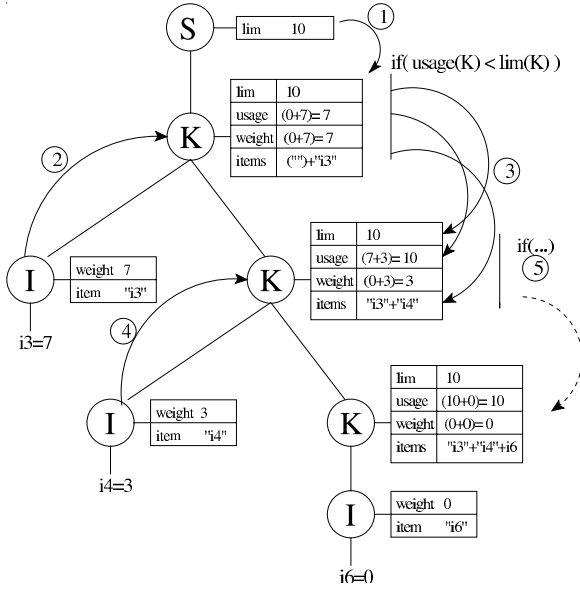 S
lim 10
1
if( usage(K) < lim(K) )
lim 10
usage (0+7)= 7
weight (0+7)= 7
items ("")+"i3"
K
2
3
lim 10
usage (7+3)= 10
weight (0+3)= 3
items "i3"+"i4"
if(...)
5
I
weight 7
item "i3"
K
i3=7
4
lim 10
usage (10+0)= 10
weight (0+0)= 0
items "i3"+"i4"+i6
I
weight 3
item "i4"
K
i4=3
I
weight 0
item "i6"
i6=0